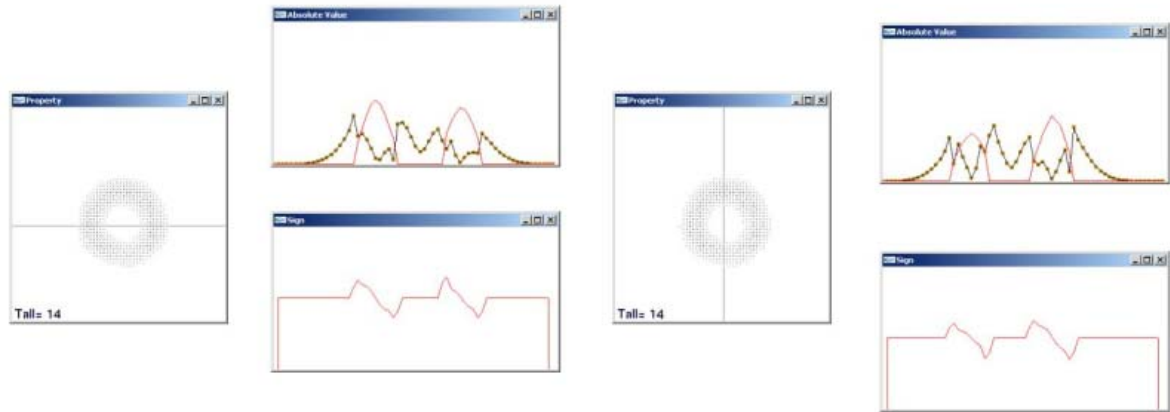 Absolute Value
Property
Tall= 14
Sign
Absolute Value
Property
Tall= 14
Sign